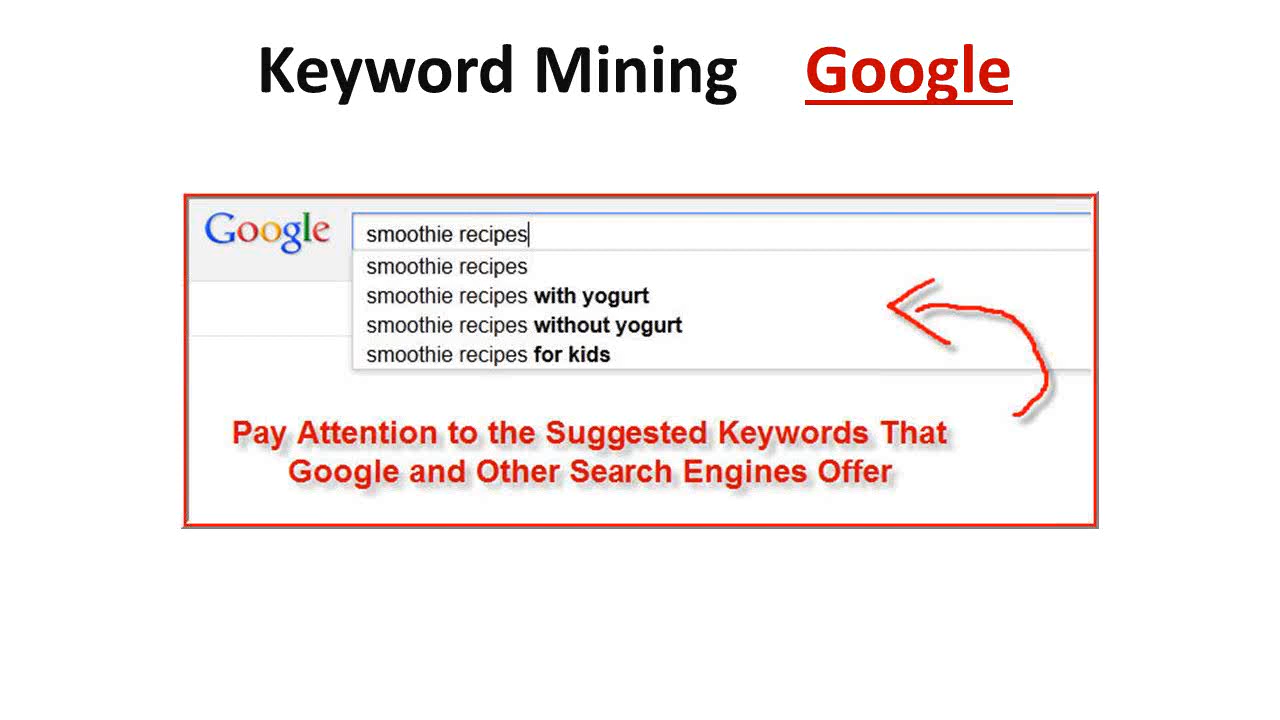 Keyword Mining Google
Google smoothie recipes
smoothie recipes
smoothie recipes with yogurt
smoothie recipes without yogurt
smoothie recipes for kids
Pay Attention to the Suggested Keywords That
Google and Other Search Engines Offer